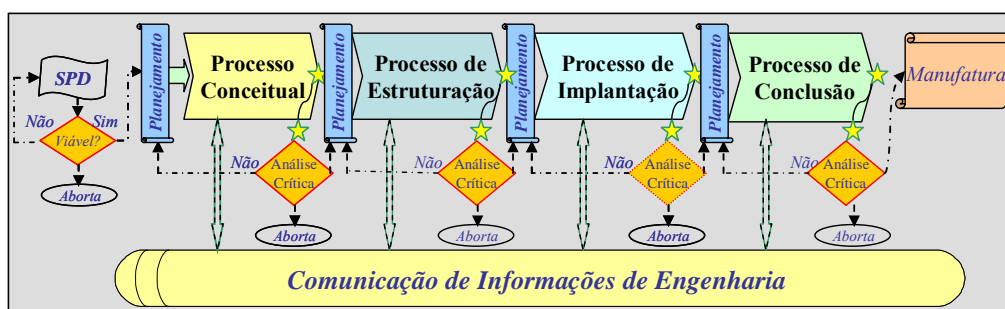 SPD
Não
Sim
Viável?
Aborta
Planejamento
Processo
Conceitual
Não
Análise
Crítica
Aborta
Planejamento
Processo de
Estruturação
Não
Análise
Crítica
Aborta
Planejamento
Processo de
Implantação
Não
Análise
Crítica
Aborta
Planejamento
Processo de
Conclusão
Não
Análise
Crítica
Aborta
Manufatura
Comunicação de Informações de Engenharia